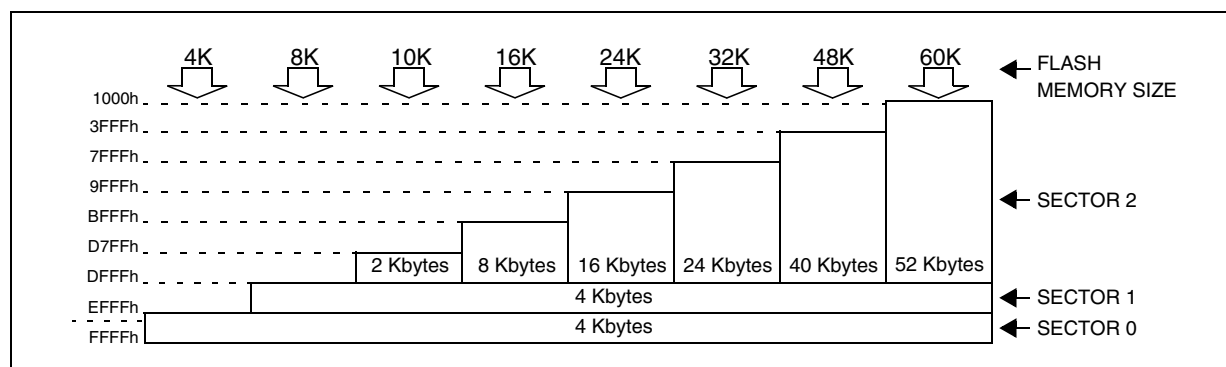 4K 8K 10K 16K 24K 32K 48K 60K
FLASH
MEMORY SIZE
1000h
3FFFh
7FFFh
9FFFh
SECTOR 2
BFFFh
D7FFh
2 Kbytes 8 Kbytes 16 Kbytes 24 Kbytes 40 Kbytes 52 Kbytes
DFFFh
4 Kbytes
SECTOR 1
EFFFh
4 Kbytes
SECTOR 0
FFFFh